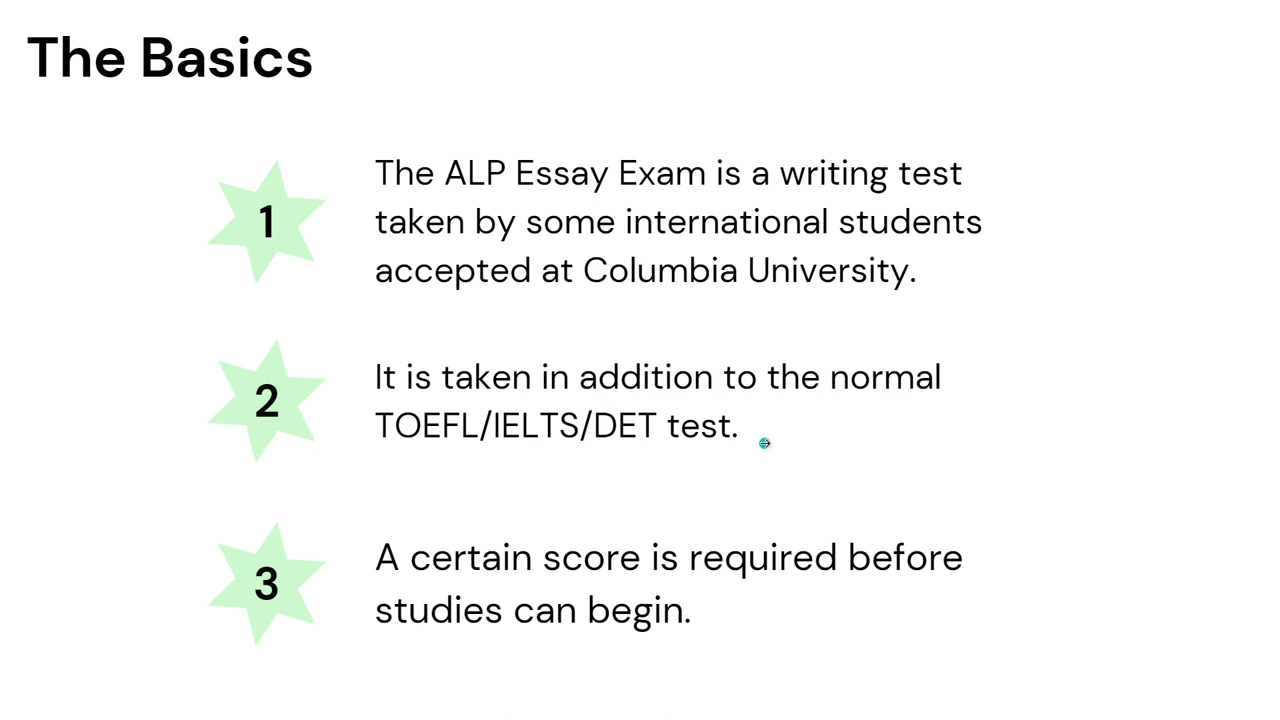 The Basics
1
The ALP Essay Exam is a writing test
taken by some international students
accepted at Columbia University.
2
It is taken in addition to the normal
TOEFL/IELTS/DET test.
3
A certain score is required before
studies can begin.